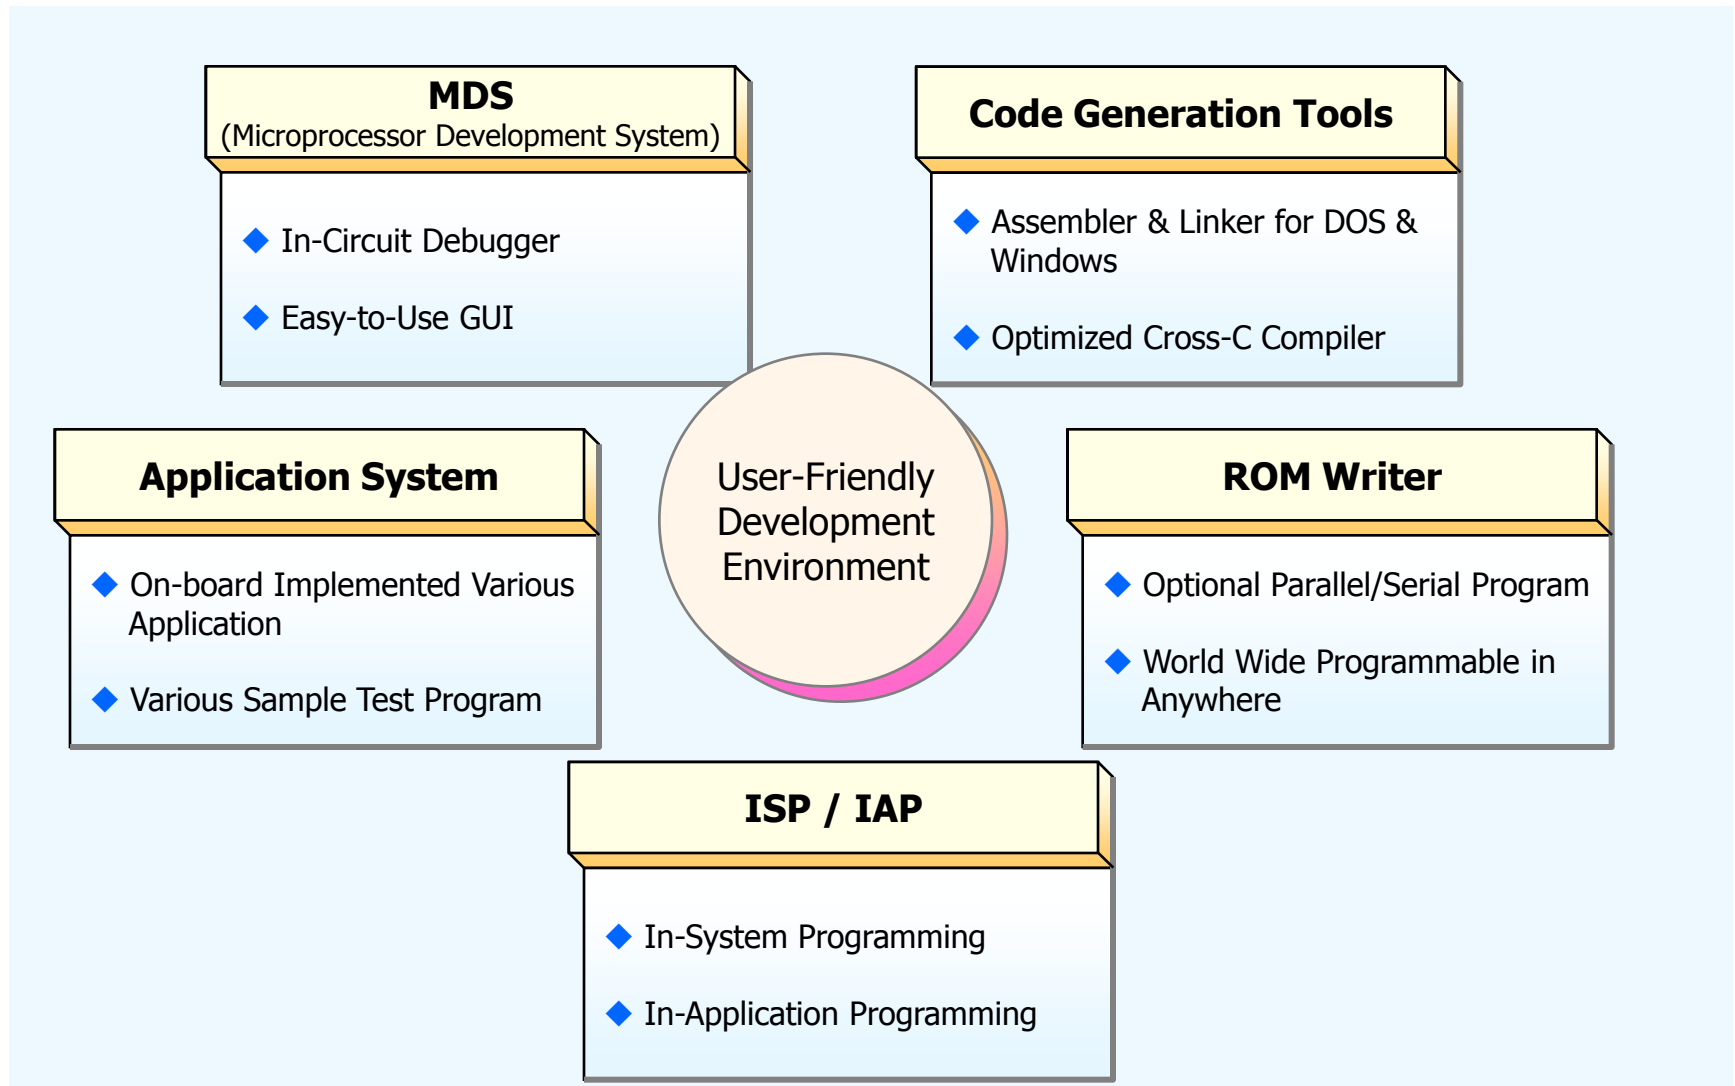 MDS
(Microprocessor Development System)
In-Circuit Debugger
Easy-to-Use GUI
Code Generation Tools
Assembler & Linker for DOS &
Windows
Optimized Cross-C Compiler
Application System
On-board Implemented Various
Application
Various Sample Test Program
User-Friendly
Development
Environment
ROM Writer
Optional Parallel/Serial Program
World Wide Programmable in
Anywhere
ISP / IAP
In-System Programming
In-Application Programming